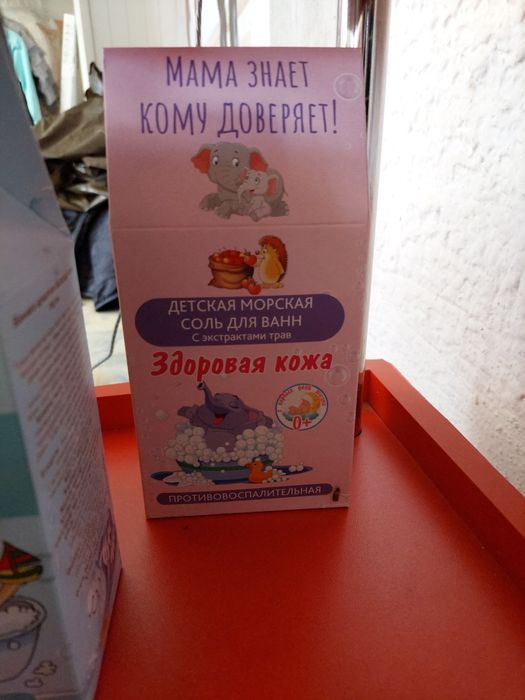 МАМА ЗНАЕТ
КОМУ ДОВЕРЯЕТ!
ДЕТСКАЯ МОРСКАЯ
СОЛЬ ДЛЯ ВАНН
С экстрактами трав
Здоровая кожа
0+
ПРОТИВОВОСПАЛИТЕЛЬНАЯ